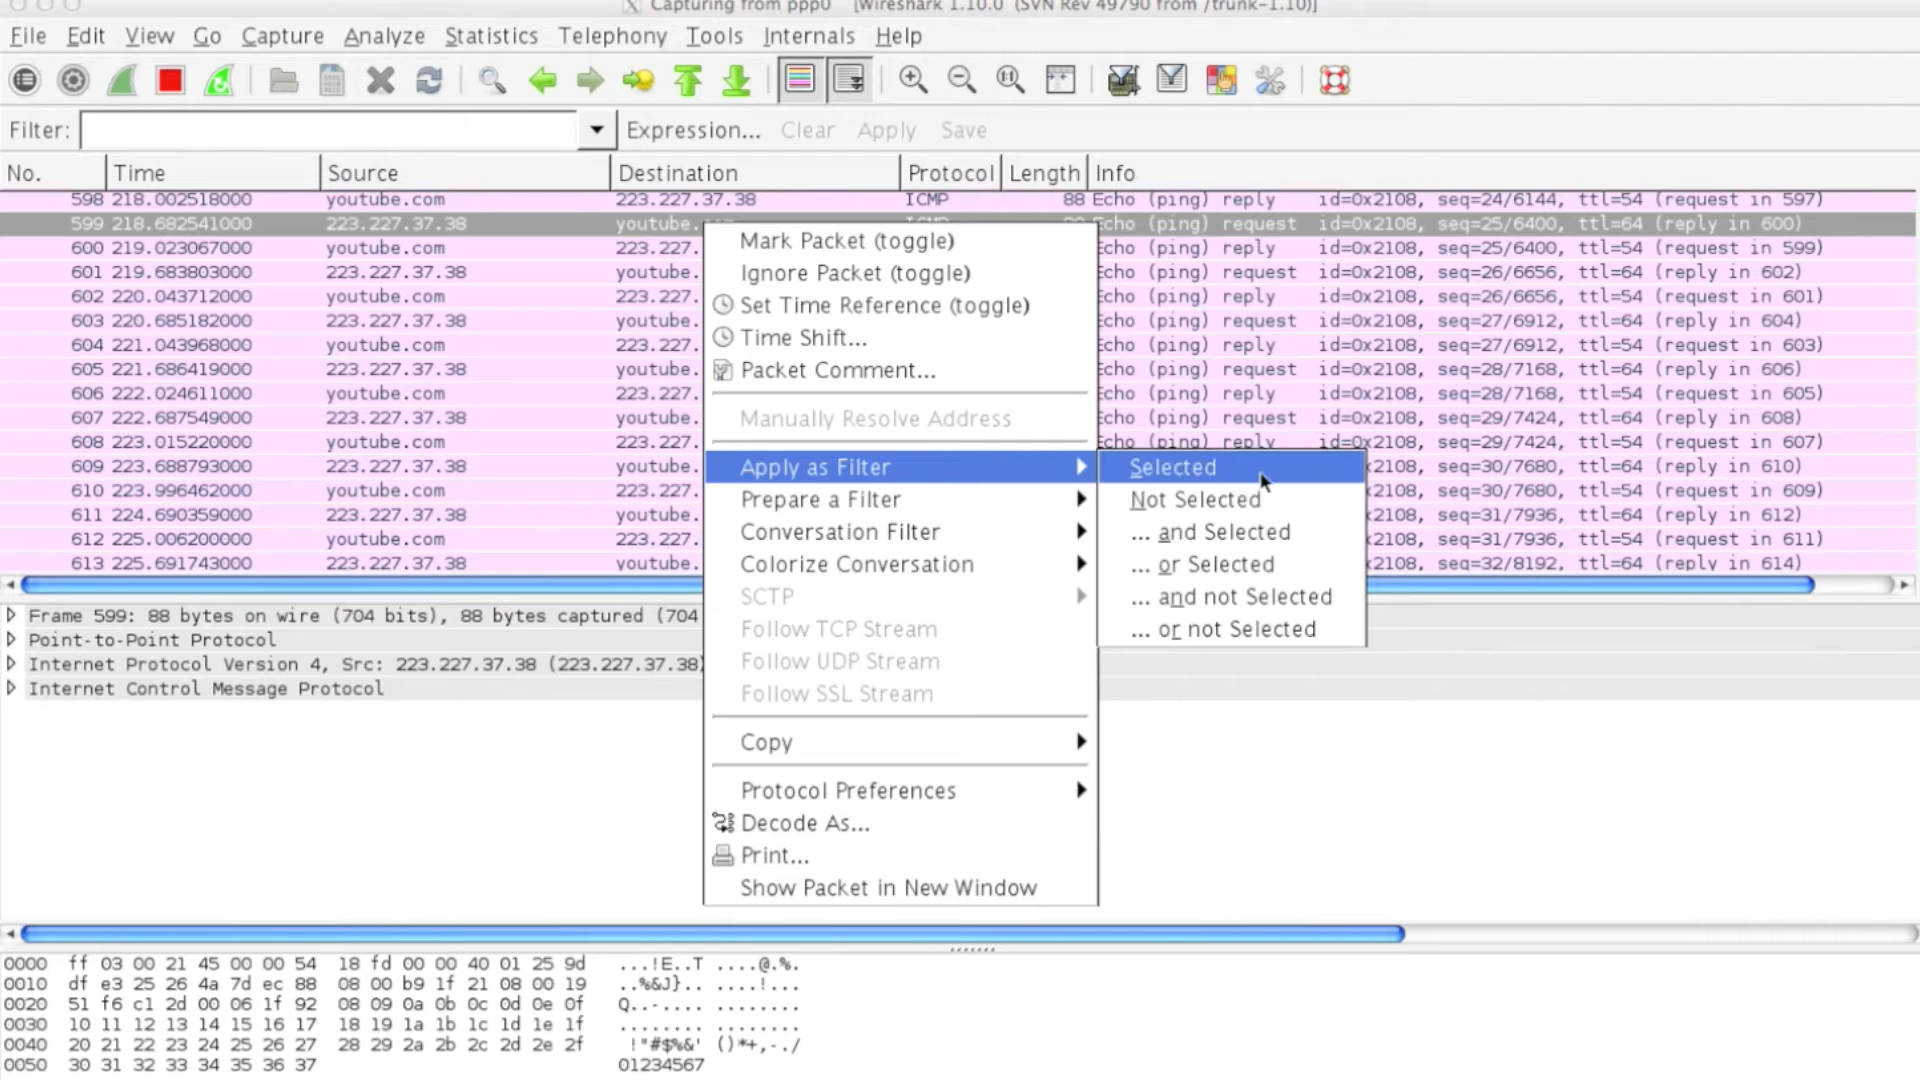 Capturing from ppp0    [Wireshark 1.10.0  (SVN Rev 49790 from /trunk-1.10)]
File Edit View Go Capture Analyze Statistics Telephony Tools Internals Help
Filter: Expression... Clear Apply Save
No. Time Source Destination Protocol Length Info
598 218.002518000 youtube.com 223.227.37.38 ICMP 88 Echo (ping) reply id=0x2108, seq=24/6144, ttl=54 (request in 597)
599 218.682541000 223.227.37.38 youtube. Echo (ping) request id=0x2108, seq=25/6400, ttl=64 (reply in 600)
600 219.023067000 youtube.com 223.227. Echo (ping) reply id=0x2108, seq=25/6400, ttl=54 (request in 599)
601 219.683803000 223.227.37.38 youtube. Echo (ping) request id=0x2108, seq=26/6656, ttl=64 (reply in 602)
602 220.043712000 youtube.com 223.227. Echo (ping) reply id=0x2108, seq=26/6656, ttl=54 (request in 601)
603 220.685182000 223.227.37.38 youtube. Echo (ping) request id=0x2108, seq=27/6912, ttl=64 (reply in 604)
604 221.043968000 youtube.com 223.227. Echo (ping) reply id=0x2108, seq=27/6912, ttl=54 (request in 603)
605 221.686419000 223.227.37.38 youtube. Echo (ping) request id=0x2108, seq=28/7168, ttl=64 (reply in 606)
606 222.024611000 youtube.com 223.227. Echo (ping) reply id=0x2108, seq=28/7168, ttl=54 (request in 605)
607 222.687549000 223.227.37.38 youtube. Echo (ping) request id=0x2108, seq=29/7424, ttl=64 (reply in 608)
608 223.015220000 youtube.com 223.227. Echo (ping) reply id=0x2108, seq=29/7424, ttl=54 (request in 607)
609 223.688793000 223.227.37.38 youtube. x2108, seq=30/7680, ttl=64 (reply in 610)
610 223.996462000 youtube.com 223.227. x2108, seq=30/7680, ttl=54 (request in 609)
611 224.690359000 223.227.37.38 youtube. x2108, seq=31/7936, ttl=64 (reply in 612)
612 225.006200000 youtube.com 223.227. x2108, seq=31/7936, ttl=54 (request in 611)
613 225.691743000 223.227.37.38 youtube. x2108, seq=32/8192, ttl=64 (reply in 614)
Mark Packet (toggle)
Ignore Packet (toggle)
Set Time Reference (toggle)
Time Shift...
Packet Comment...
Manually Resolve Address
Apply as Filter
Prepare a Filter
Conversation Filter
Colorize Conversation
SCTP
Follow TCP Stream
Follow UDP Stream
Follow SSL Stream
Copy
Protocol Preferences
Decode As...
Print...
Show Packet in New Window
Selected
Not Selected
... and Selected
... or Selected
... and not Selected
... or not Selected
Frame 599: 88 bytes on wire (704 bits), 88 bytes captured (704
Point-to-Point Protocol
Internet Protocol Version 4, Src: 223.227.37.38 (223.227.37.38)
Internet Control Message Protocol
0000 ff 03 00 21 45 00 00 54 18 fd 00 00 40 01 25 9d ...!E..T ....@.%.
0010 df e3 25 26 4a 7d ec 88 08 00 b9 1f 21 08 00 19 ..%&J}.. ....!...
0020 51 f6 c1 2d 00 06 1f 92 08 09 0a 0b 0c 0d 0e 0f Q..-.... ........
0030 10 11 12 13 14 15 16 17 18 19 1a 1b 1c 1d 1e 1f ........ ........
0040 20 21 22 23 24 25 26 27 28 29 2a 2b 2c 2d 2e 2f !"#$%&' ()*+,-./
0050 30 31 32 33 34 35 36 37 01234567